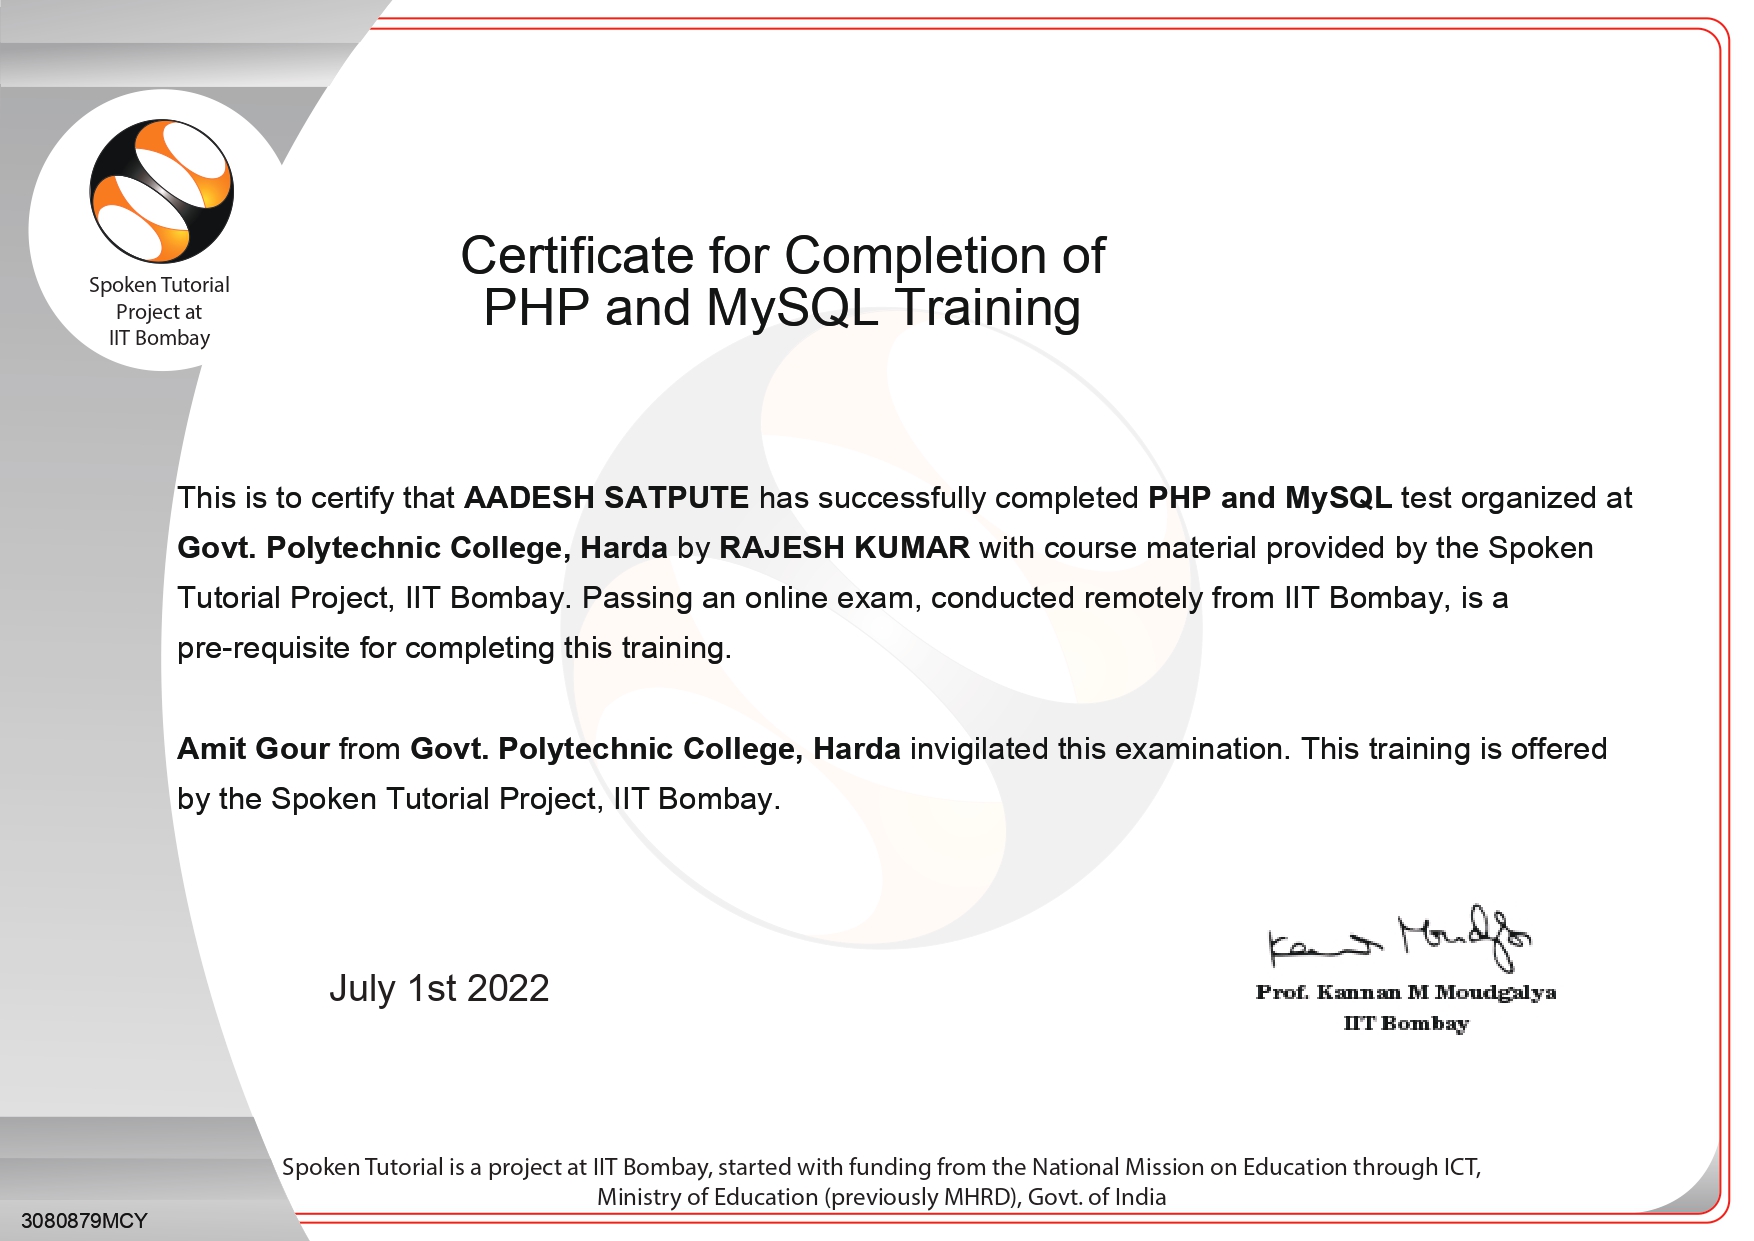 Spoken Tutorial
Project at
IIT Bombay
Certificate for Completion of
PHP and MySQL Training
This is to certify that AADESH SATPUTE has successfully completed PHP and MySQL test organized at
Govt. Polytechnic College, Harda by RAJESH KUMAR with course material provided by the Spoken
Tutorial Project, IIT Bombay. Passing an online exam, conducted remotely from IIT Bombay, is a
pre-requisite for completing this training.
Amit Gour from Govt. Polytechnic College, Harda invigilated this examination. This training is offered
by the Spoken Tutorial Project, IIT Bombay.
July 1st 2022
Kannan Moudgalya
Prof. Kannan M Moudgalya
IIT Bombay
Spoken Tutorial is a project at IIT Bombay, started with funding from the National Mission on Education through ICT,
Ministry of Education (previously MHRD), Govt. of India
3080879MCY